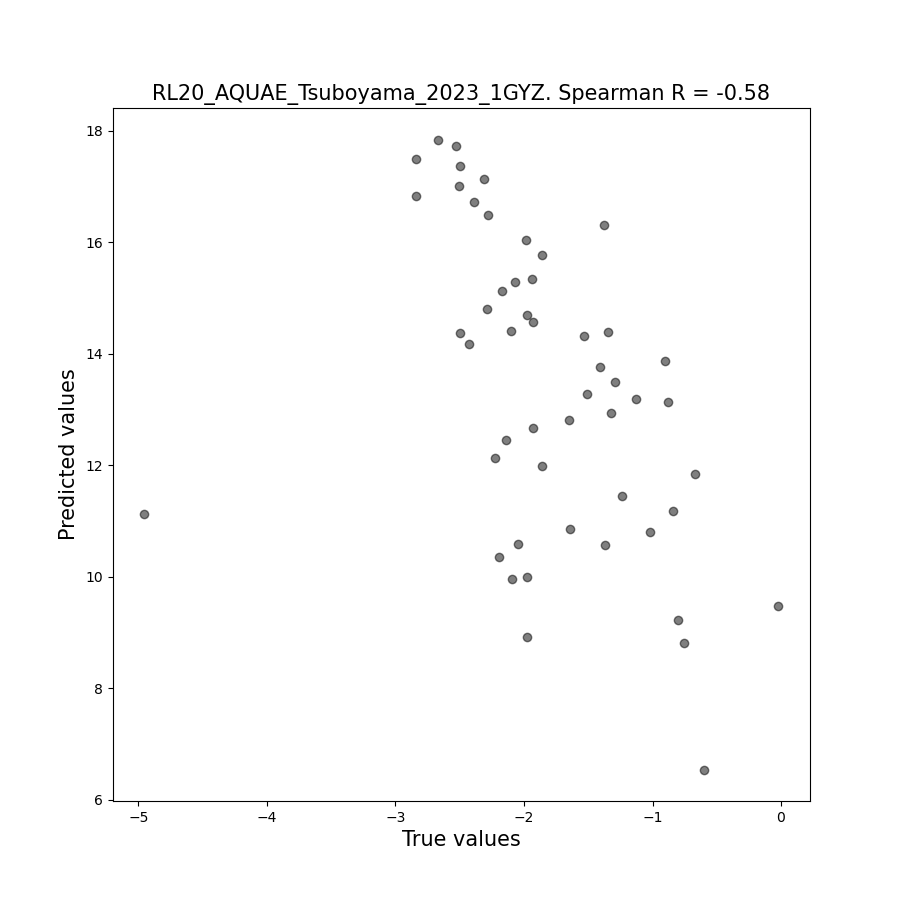 RL20_AQUAE_Tsuboyama_2023_1GYZ. Spearman R = -0.58
18
16
14
12
10
8
6
Predicted values
−5 −4 −3 −2 −1 0
True values